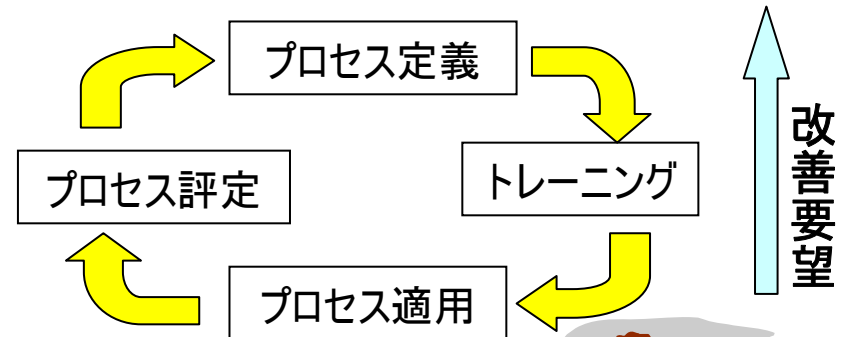 プロセス定義
トレーニング
プロセス適用
プロセス評定
改善要望